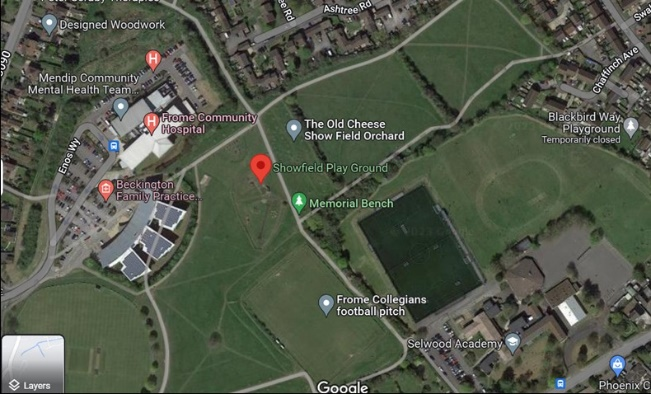 Designed Woodwork
Ashtree Rd
Mendip Community
Mental Health Team...
Frome Community
Hospital
The Old Cheese
Show Field Orchard
Chaffinch Ave
Blackbird Way
Playground
Temporarily closed
Enos Wy
Beckington
Family Practice...
Showfield Play Ground
Memorial Bench
Frome Collegians
football pitch
Selwood Academy
Layers
Google
Phoenix C